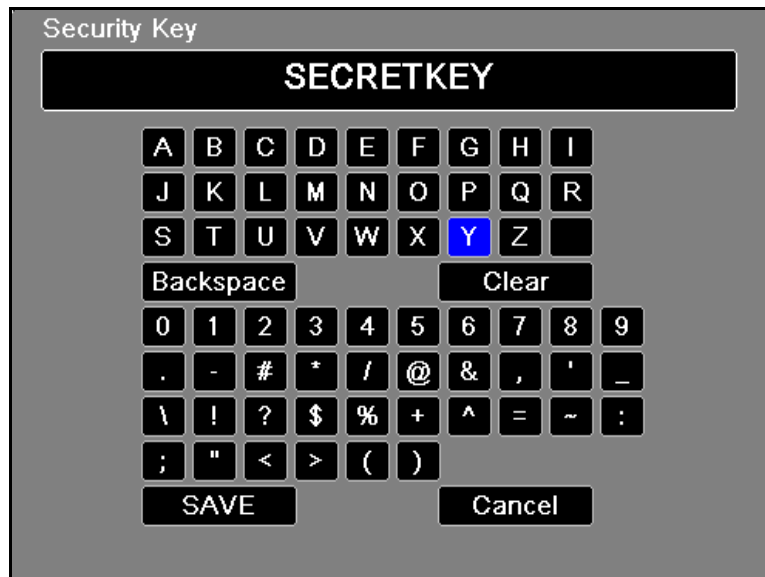 Security Key
SECRETKEY
A B C D E F G H I
J K L M N O P Q R
S T U V W X Y Z
Backspace Clear
0 1 2 3 4 5 6 7 8 9
. - # * / @ & , ' _
\ ! ? $ % + ^ = ~ :
; " < > ( )
SAVE Cancel